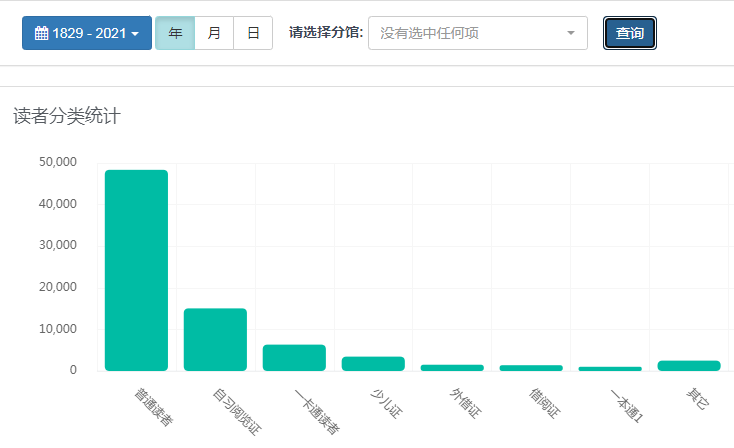 1829 - 2021 年 月 日 请选择分馆: 没有选中任何项 查询
读者分类统计
50,000
40,000
30,000
20,000
10,000
0
普通读者 自习阅览证 一卡通读者 少儿证 外借证 借阅证 一本通1 其它